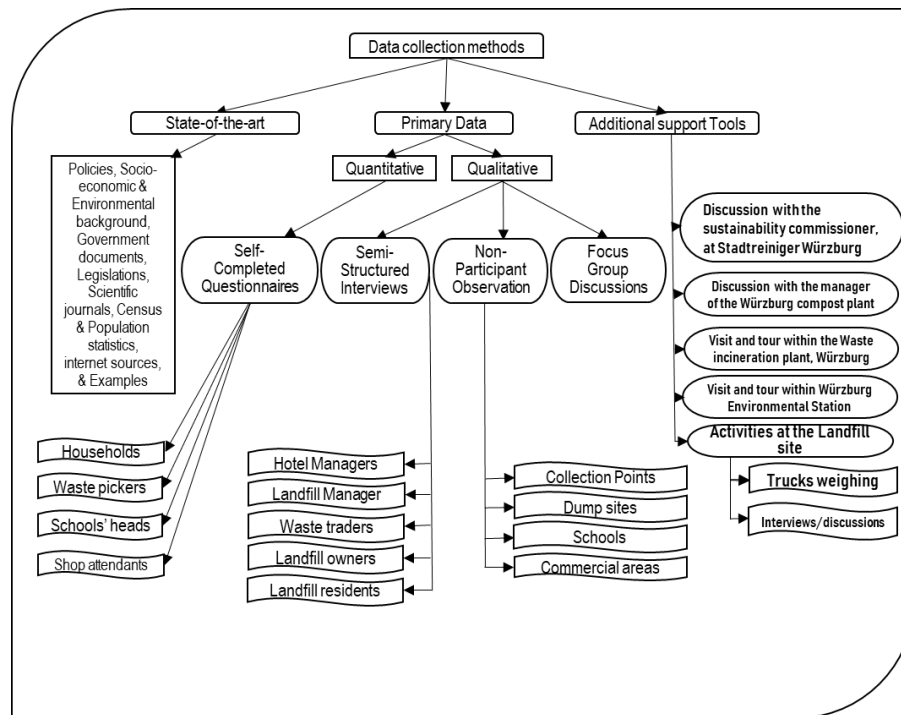 Data collection methods
State-of-the-art
Primary Data
Additional support Tools
Policies, Socio-
economic &
Environmental
background,
Government
documents,
Legislations,
Scientific
journals, Census
& Population
statistics,
internet sources,
& Examples
Quantitative
Qualitative
Self-
Completed
Questionnaires
Semi-
Structured
Interviews
Non-
Participant
Observation
Focus
Group
Discussions
Discussion with the
sustainability commissioner,
at Stadtreiniger Würzburg
Discussion with the manager
of the Würzburg compost plant
Visit and tour within the Waste
incineration plant, Würzburg
Visit and tour within Würzburg
Environmental Station
Activities at the Landfill
site
Trucks weighing
Interviews/discussions
Households
Waste pickers
Schools' heads
Shop attendants
Hotel Managers
Landfill Manager
Waste traders
Landfill owners
Landfill residents
Collection Points
Dump sites
Schools
Commercial areas